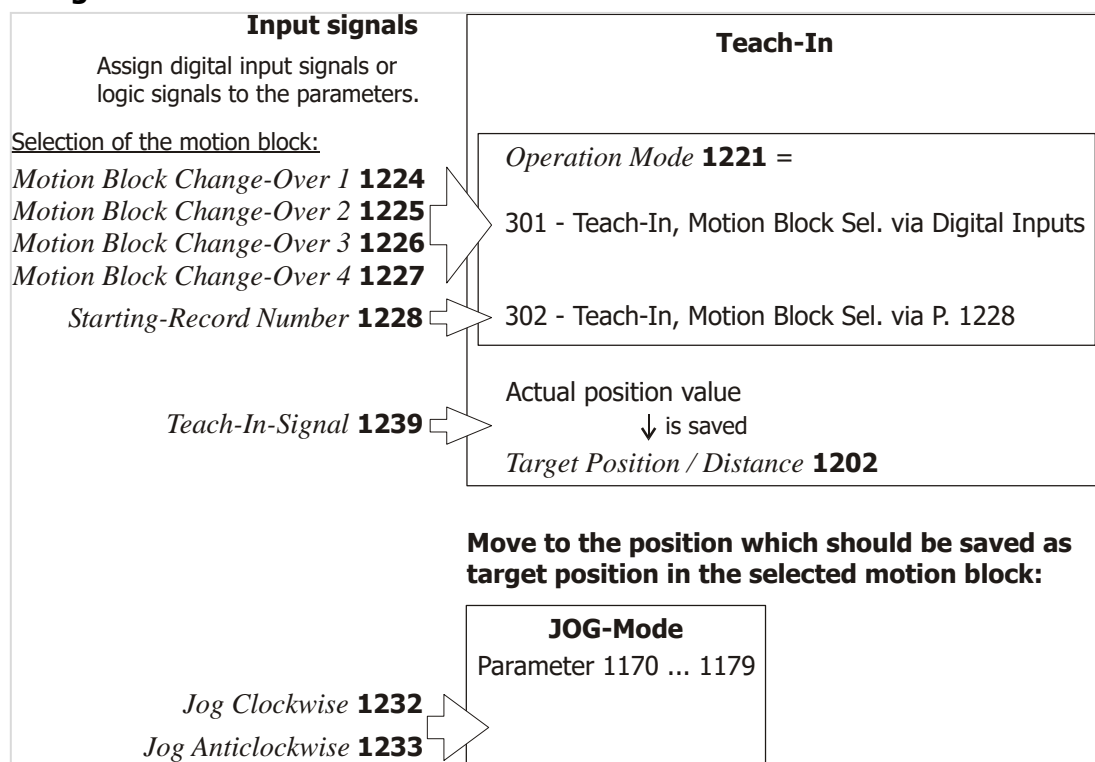 Input signals
Teach-In
Assign digital input signals or
logic signals to the parameters.
Selection of the motion block:
Motion Block Change-Over 1 1224
Motion Block Change-Over 2 1225
Motion Block Change-Over 3 1226
Motion Block Change-Over 4 1227
Starting-Record Number 1228
Operation Mode 1221 =
301 - Teach-In, Motion Block Sel. via Digital Inputs
302 - Teach-In, Motion Block Sel. via P. 1228
Teach-In-Signal 1239
Actual position value
↓ is saved
Target Position / Distance 1202
Move to the position which should be saved as
target position in the selected motion block:
JOG-Mode
Parameter 1170 ... 1179
Jog Clockwise 1232
Jog Anticlockwise 1233